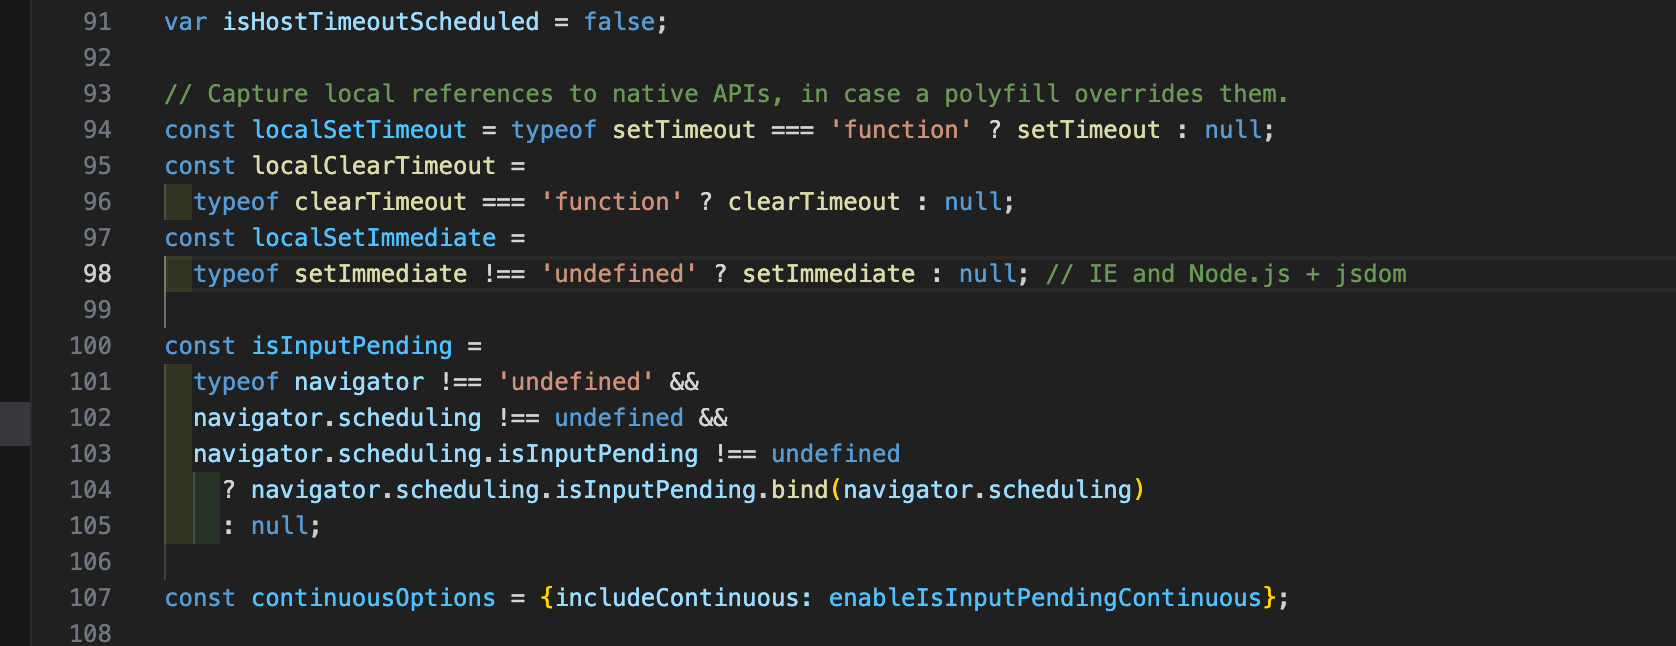 91 var isHostTimeoutScheduled = false;
92
93 // Capture local references to native APIs, in case a polyfill overrides them.
94 const localSetTimeout = typeof setTimeout === 'function' ? setTimeout : null;
95 const localClearTimeout =
96   typeof clearTimeout === 'function' ? clearTimeout : null;
97 const localSetImmediate =
98   typeof setImmediate !== 'undefined' ? setImmediate : null; // IE and Node.js + jsdom
99
100 const isInputPending =
101   typeof navigator !== 'undefined' &&
102   navigator.scheduling !== undefined &&
103   navigator.scheduling.isInputPending !== undefined
104     ? navigator.scheduling.isInputPending.bind(navigator.scheduling)
105     : null;
106
107 const continuousOptions = {includeContinuous: enableIsInputPendingContinuous};
108